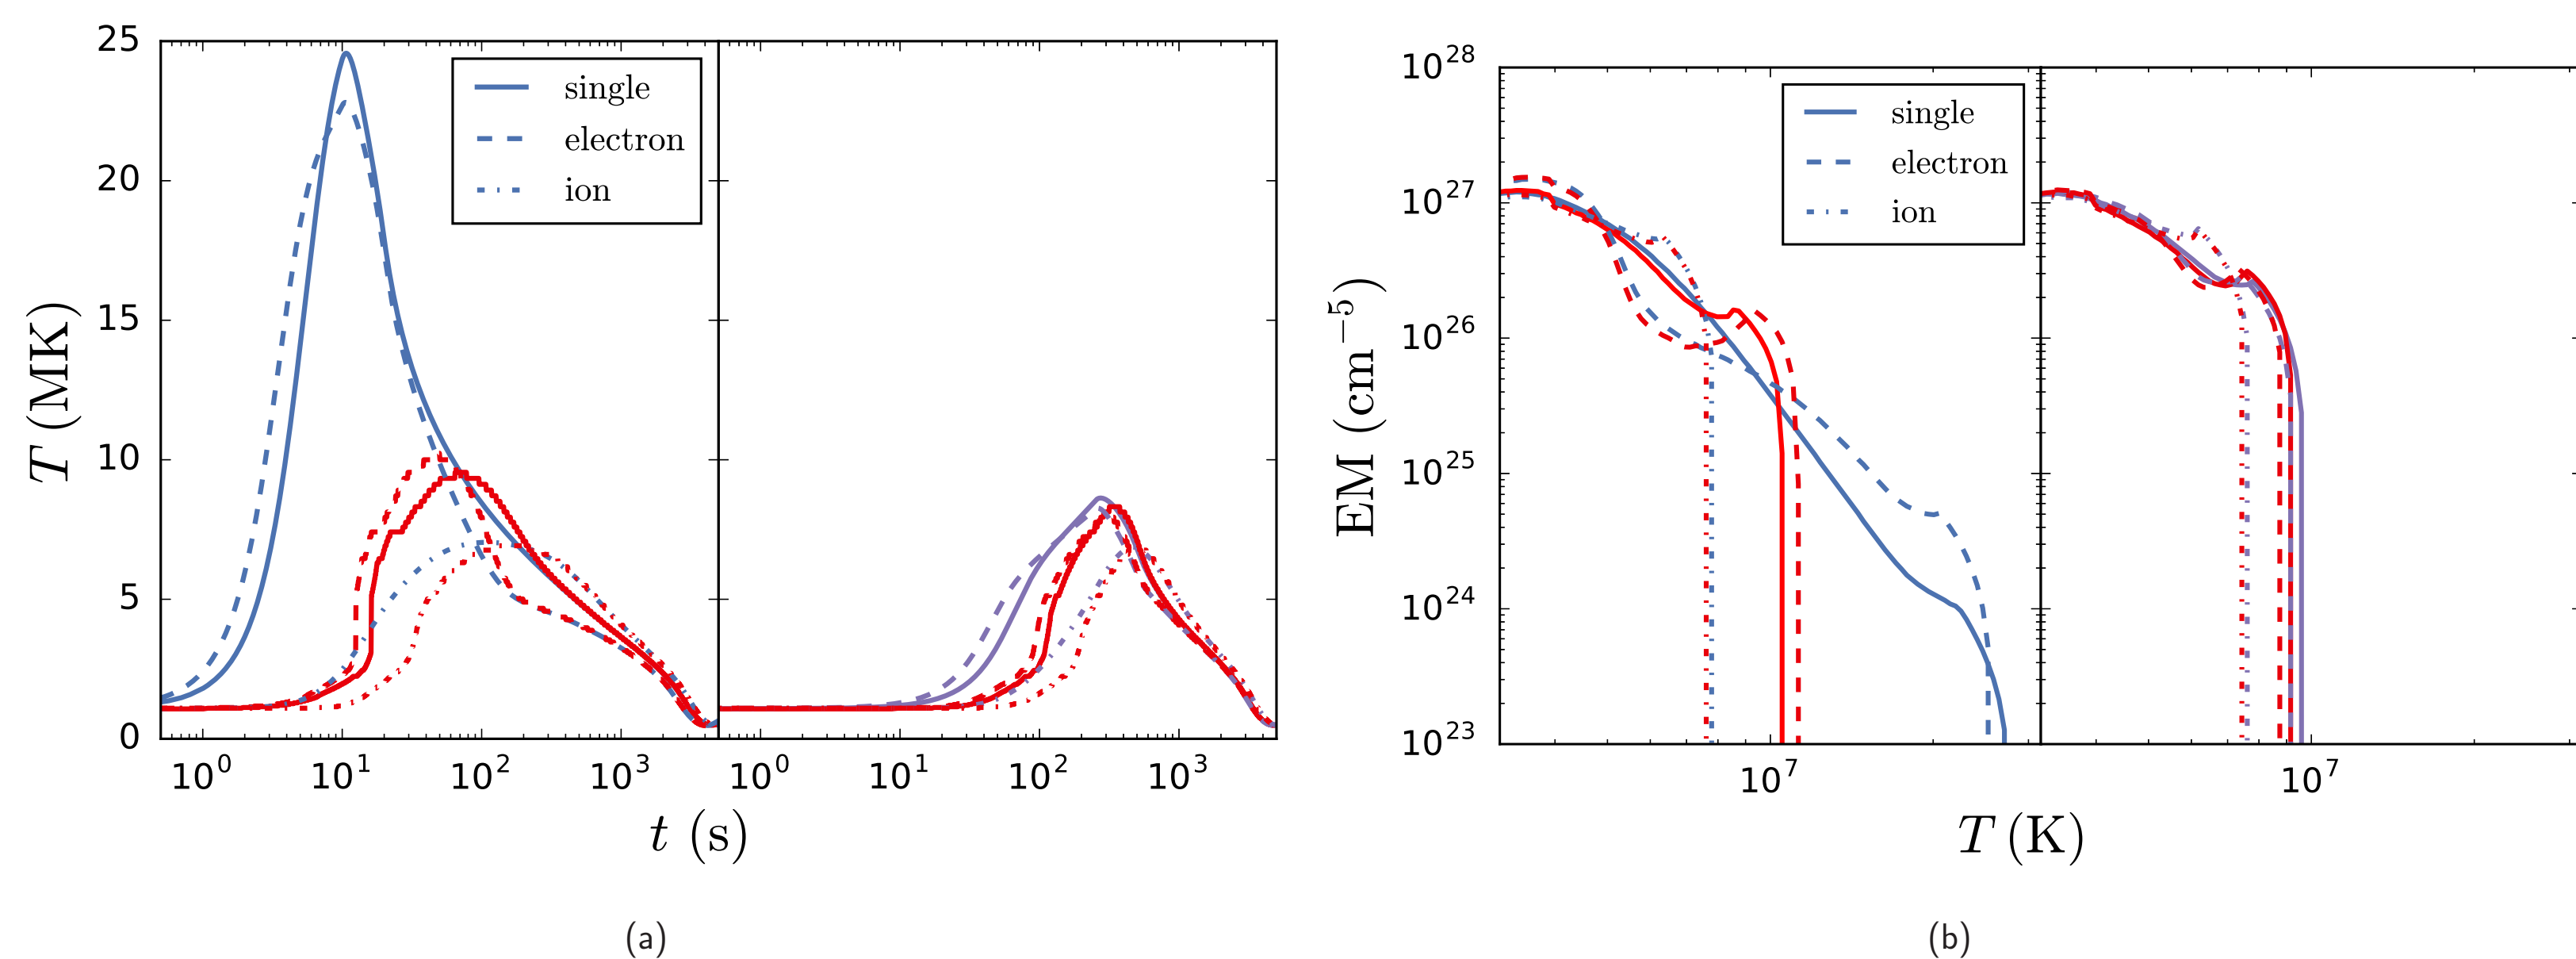 25
20
15
10
5
0
T (MK)
single
electron
ion
10^0 10^1 10^2 10^3 10^0 10^1 10^2 10^3
t (s)
(a)
10^28
10^27
10^26
10^25
10^24
10^23
EM (cm^−5)
single
electron
ion
10^7 10^7
T (K)
(b)